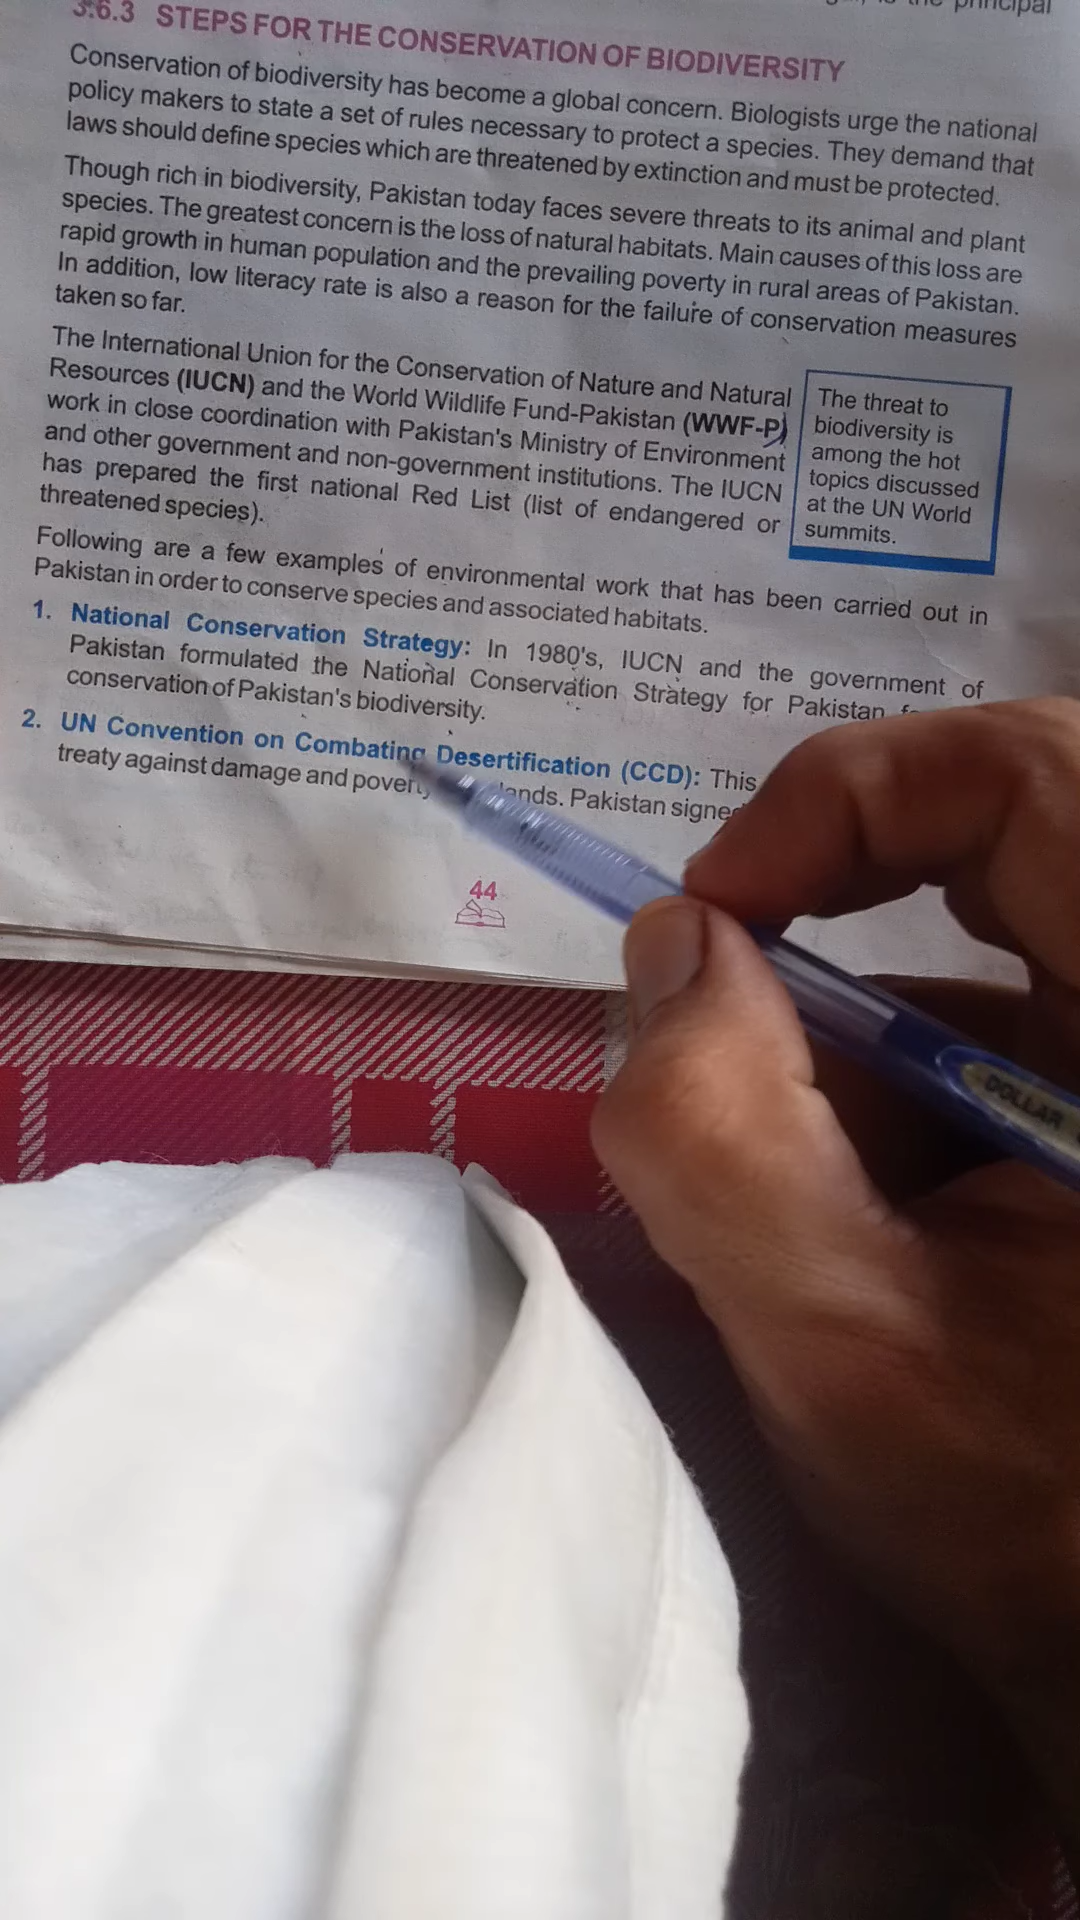 principal
3.6.3 STEPS FOR THE CONSERVATION OF BIODIVERSITY
Conservation of biodiversity has become a global concern. Biologists urge the national
policy makers to state a set of rules necessary to protect a species. They demand that
laws should define species which are threatened by extinction and must be protected.
Though rich in biodiversity, Pakistan today faces severe threats to its animal and plant
species. The greatest concern is the loss of natural habitats. Main causes of this loss are
rapid growth in human population and the prevailing poverty in rural areas of Pakistan.
In addition, low literacy rate is also a reason for the failure of conservation measures
taken so far.
The International Union for the Conservation of Nature and Natural
Resources (IUCN) and the World Wildlife Fund-Pakistan (WWF-P)
work in close coordination with Pakistan's Ministry of Environment
and other government and non-government institutions. The IUCN
has prepared the first national Red List (list of endangered or
threatened species).
The threat to
biodiversity is
among the hot
topics discussed
at the UN World
summits.
Following are a few examples of environmental work that has been carried out in
Pakistan in order to conserve species and associated habitats.
1. National Conservation Strategy: In 1980's, IUCN and the government of
Pakistan formulated the National Conservation Strategy for Pakistan
conservation of Pakistan's biodiversity.
2. UN Convention on Combating Desertification (CCD): This
treaty against damage and Pakistan
44
DOLLAR